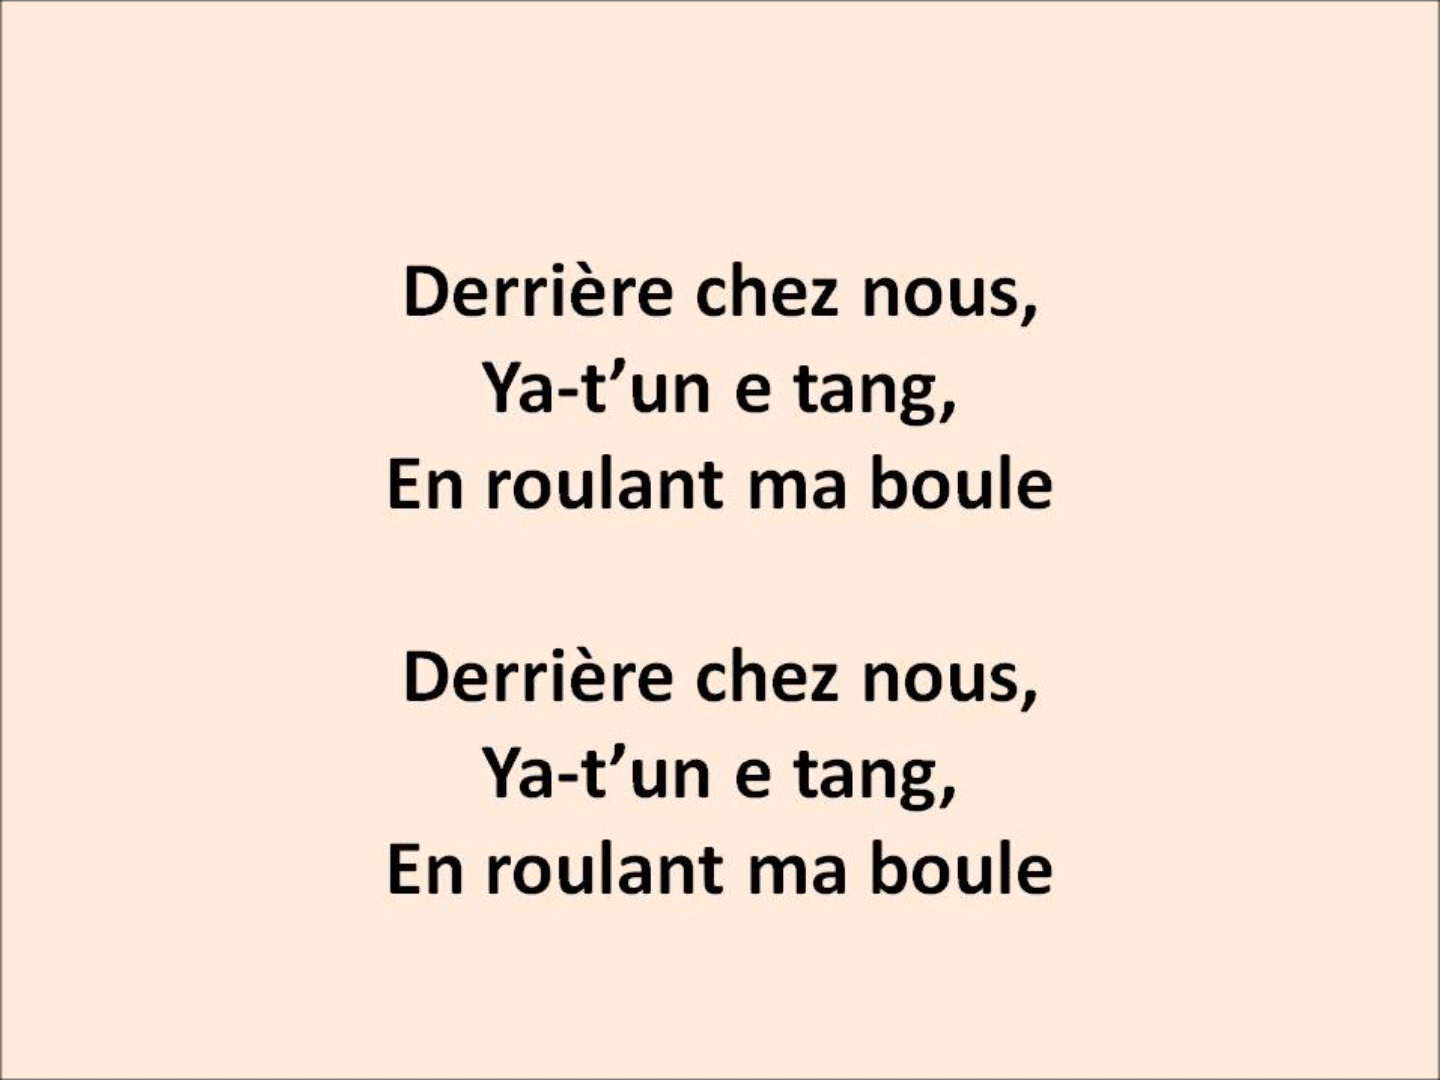 Derrière chez nous,
Ya-t’un e tang,
En roulant ma boule
Derrière chez nous,
Ya-t’un e tang,
En roulant ma boule